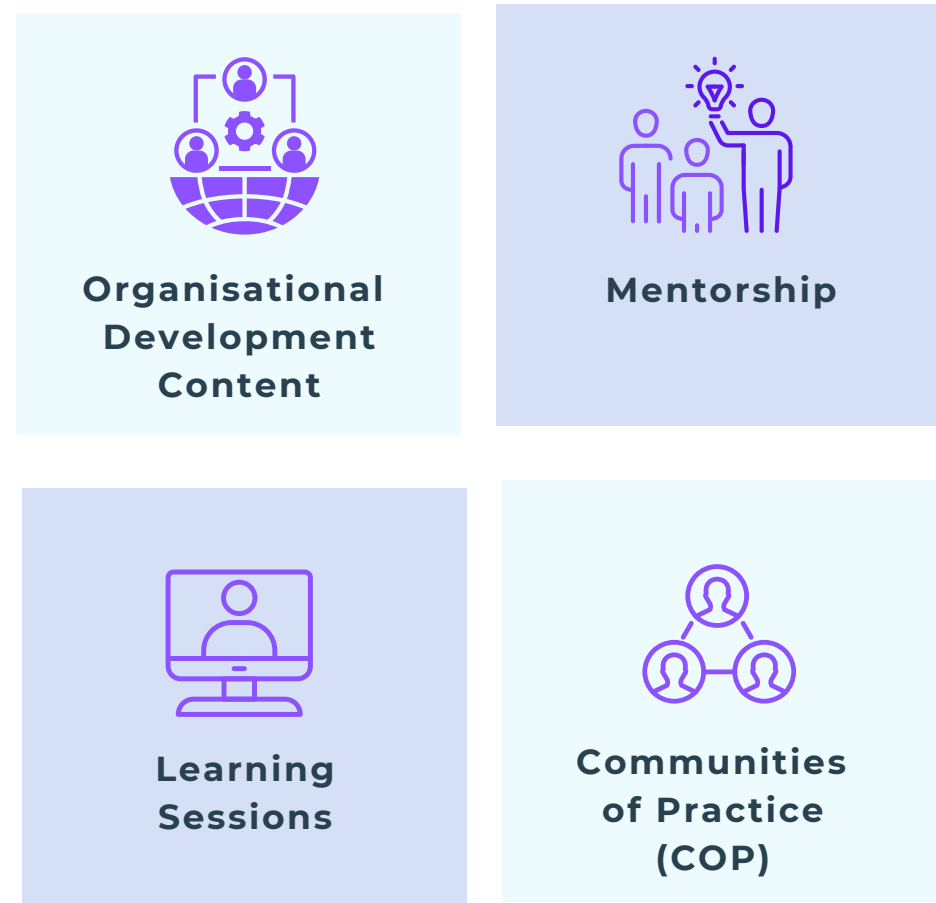 Organisational
Development
Content
Mentorship
Learning
Sessions
Communities
of Practice
(COP)